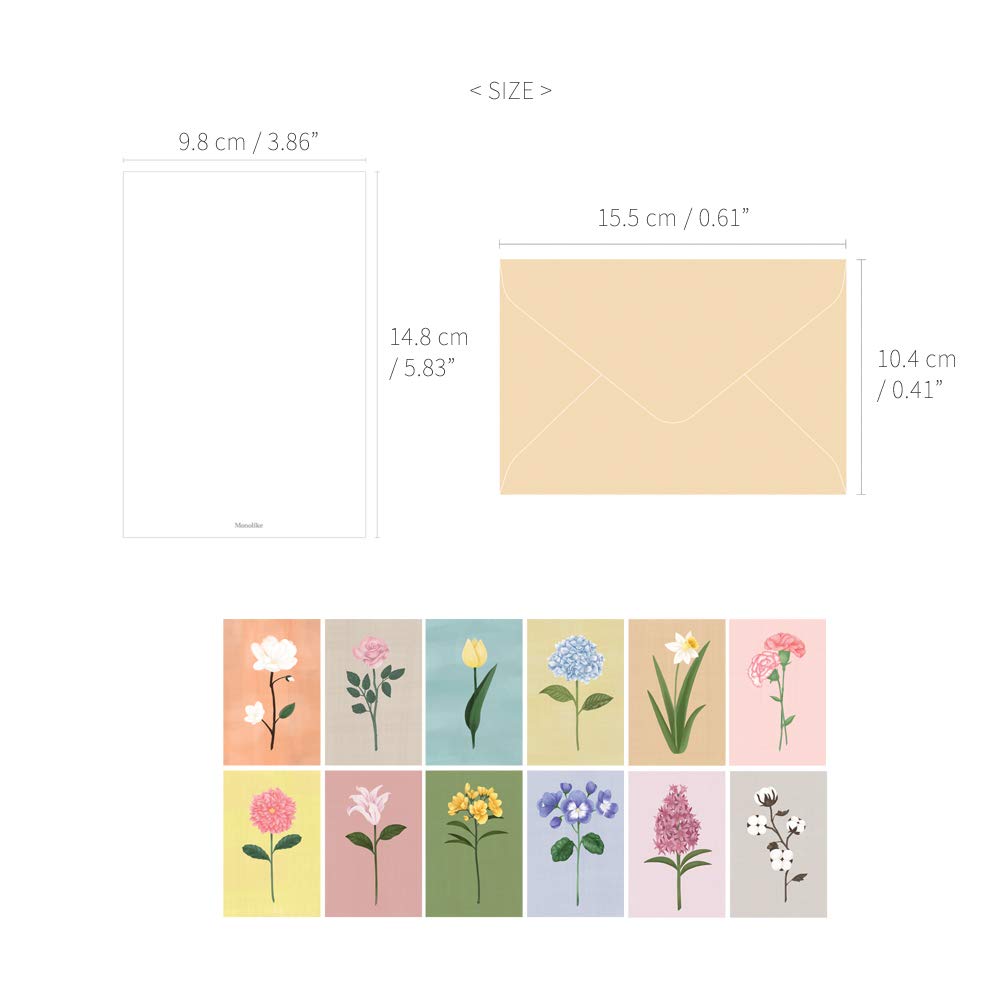 < SIZE >
9.8 cm / 3.86”
15.5 cm / 0.61”
14.8 cm
/ 5.83”
10.4 cm
/ 0.41”
Monolike